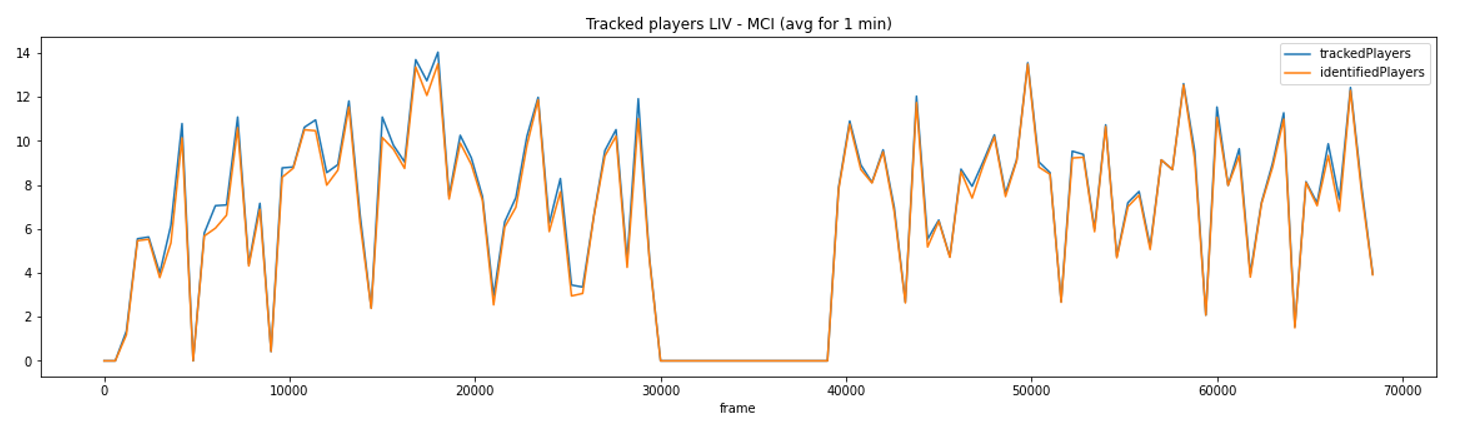 Tracked players LIV - MCI (avg for 1 min)
trackedPlayers
identifiedPlayers
14
12
10
8
6
4
2
0
0 10000 20000 30000 40000 50000 60000 70000
frame